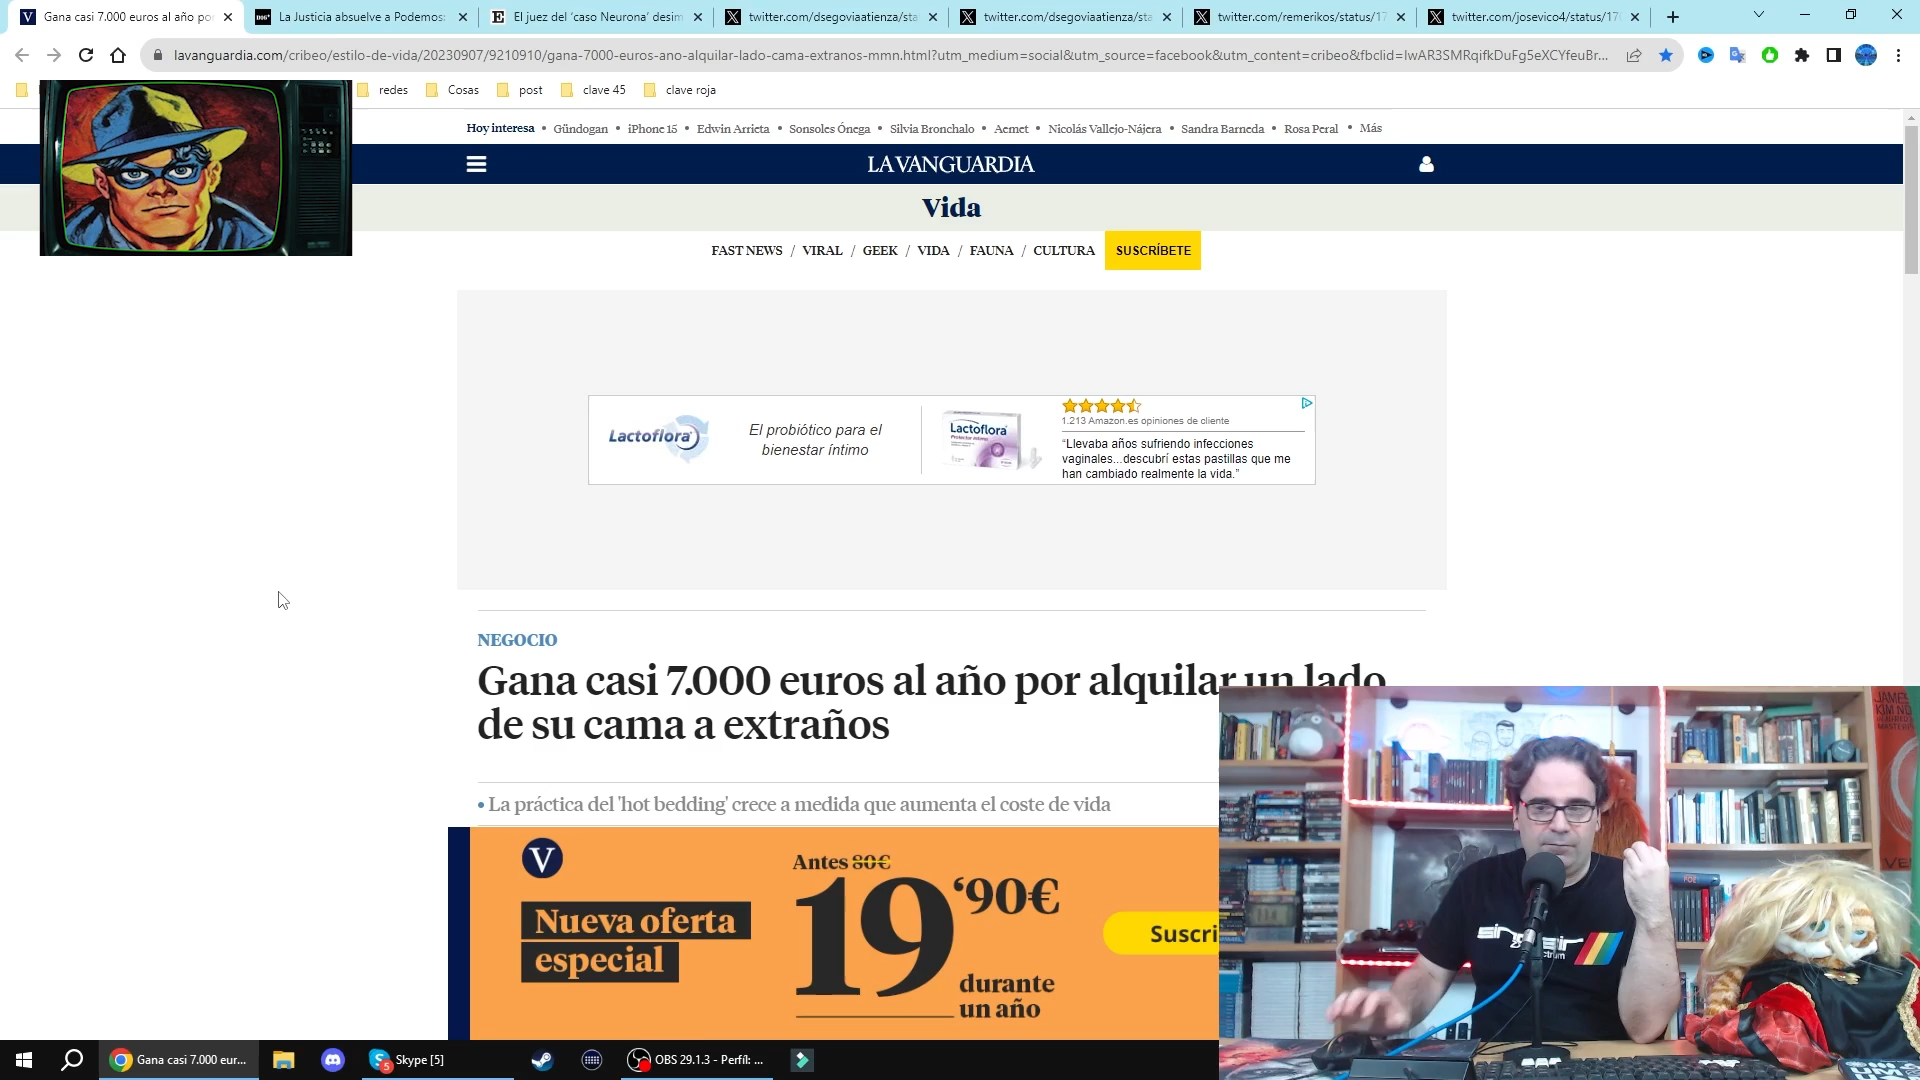 Gana casi 7.000 euros al año po
La Justicia absuelve a Podemos:
El juez del ‘caso Neurona’ desim
twitter.com/dsegoviaatienza/sta
twitter.com/dsegoviaatienza/sta
twitter.com/remerikos/status/17
twitter.com/josevico4/status/170
lavanguardia.com/cribeo/estilo-de-vida/20230907/9210910/gana-7000-euros-ano-alquilar-lado-cama-extranos-mmn.html?utm_medium=social&utm_source=facebook&utm_content=cribeo&fbclid=IwAR3SMRqifkDuFg5eXCYfeuBr...
redes
Cosas
post
clave 45
clave roja
Hoy interesa • Gündogan • iPhone 15 • Edwin Arrieta • Sonsoles Ónega • Silvia Bronchalo • Aemet • Nicolás Vallejo-Nájera • Sandra Barneda • Rosa Peral • Más
LA VANGUARDIA
Vida
FAST NEWS / VIRAL / GEEK / VIDA / FAUNA / CULTURA
SUSCRÍBETE
Lactoflora
El probiótico para el
bienestar íntimo
Lactoflora
Protector íntimo
1.213 Amazon.es opiniones de cliente
“Llevaba años sufriendo infecciones
vaginales...descubrí estas pastillas que me
han cambiado realmente la vida.”
NEGOCIO
Gana casi 7.000 euros al año por alquilar un lado
de su cama a extraños
• La práctica del 'hot bedding' crece a medida que aumenta el coste de vida
V
Nueva oferta
especial
Antes 80€
19‘90€
durante
un año
Suscri
sinclair
Gana casi 7.000 eur...
Skype [5]
OBS 29.1.3 - Perfíl: ...